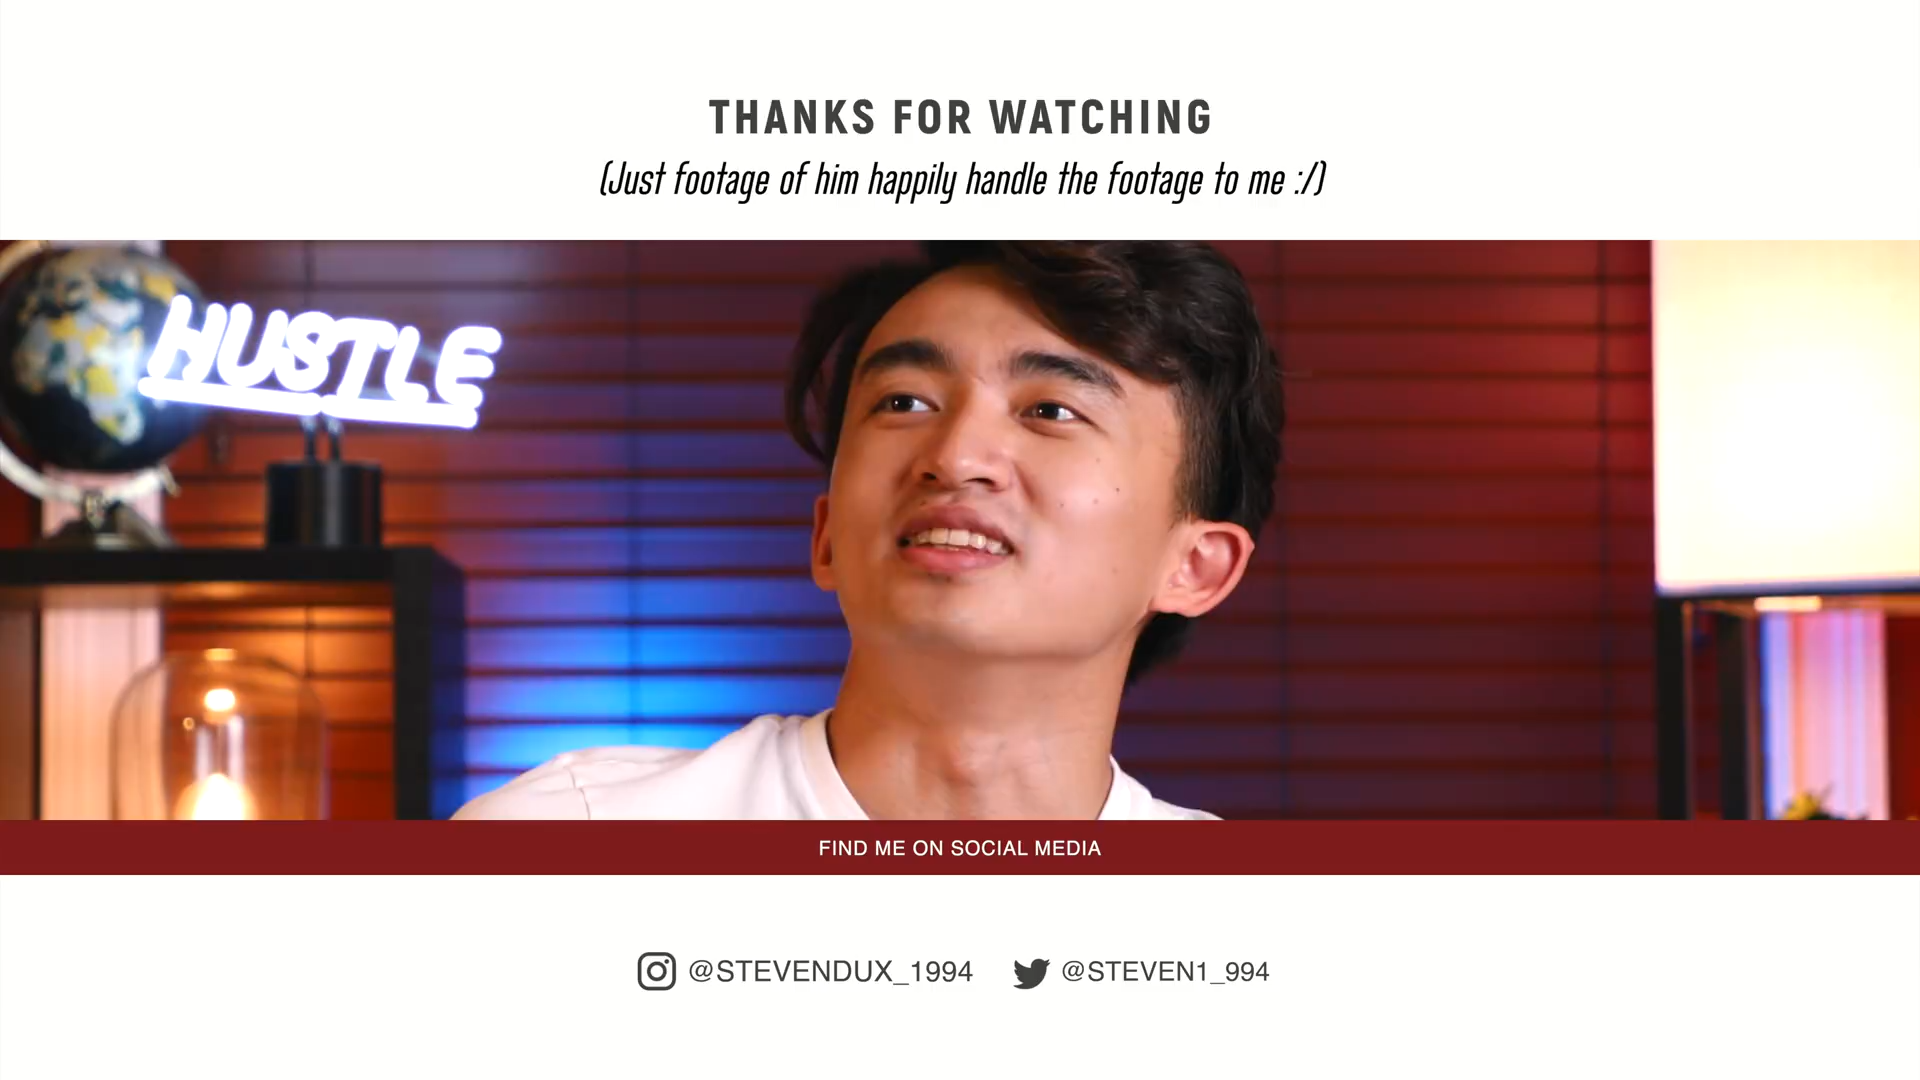 THANKS FOR WATCHING
(Just footage of him happily handle the footage to me :/)
HUSTLE
FIND ME ON SOCIAL MEDIA
@STEVENDUX_1994 @STEVEN1_994